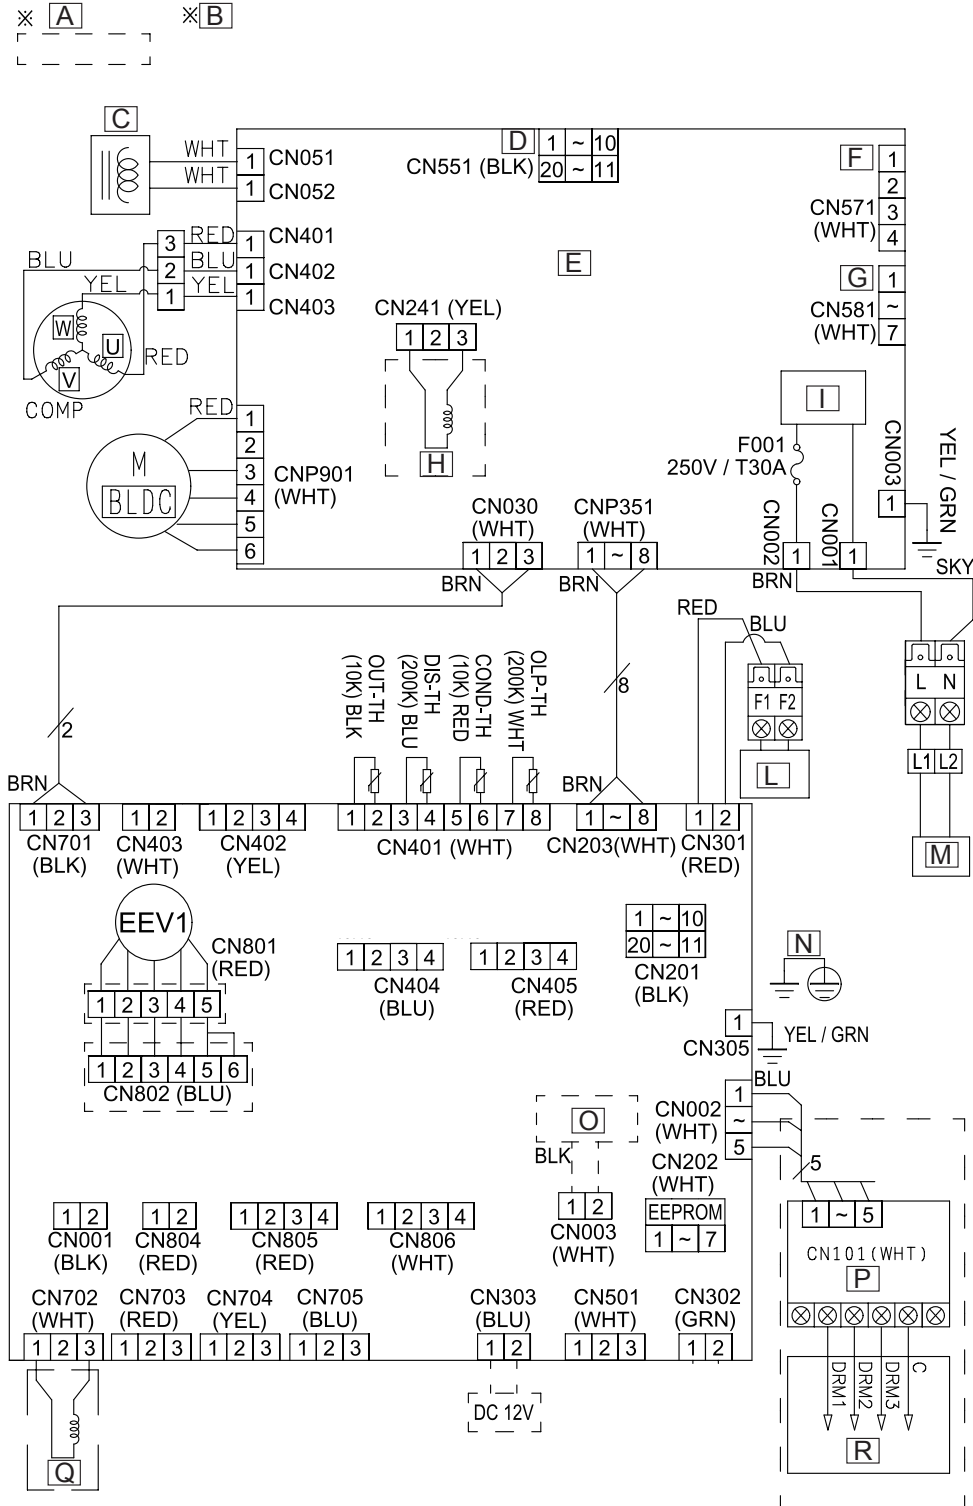 ※ A ※ B
C
WHT 1 CN051
WHT 1 CN052
D 1 ~ 10
CN551 (BLK) 20 ~ 11
F 1
2
CN571 3
(WHT) 4
3 RED 1 CN401
BLU 2 BLU 1 CN402
YEL 1 YEL 1 CN403
E
G 1
CN581 ~
(WHT) 7
W
U
V
RED
COMP
CN241 (YEL)
1 2 3
H
I
F001
250V / T30A
RED 1
2
M 3 CNP901
BLDC 4 (WHT)
5
6
CN003
1
YEL / GRN
CN030
(WHT)
1 2 3
BRN
CNP351
(WHT)
1 ~ 8
BRN
CN002
1
BRN
CN001
1
SKY
RED
BLU
F1 F2
L
L N
L1 L2
M
OUT-TH
(10K) BLK
DIS-TH
(200K) BLU
COND-TH
(10K) RED
OLP-TH
(200K) WHT
8
2
BRN
BRN
1 2 3
CN701
(BLK)
1 2
CN403
(WHT)
1 2 3 4
CN402
(YEL)
1 2 3 4 5 6 7 8
CN401 (WHT)
1 ~ 8
CN203(WHT)
1 2
CN301
(RED)
EEV1
CN801
(RED)
1 2 3 4 5
1 2 3 4 5 6
CN802 (BLU)
1 2 3 4
CN404
(BLU)
1 2 3 4
CN405
(RED)
1 ~ 10
20 ~ 11
CN201
(BLK)
N
1
CN305
YEL / GRN
BLU
CN002 1
(WHT) ~
5
5
O
BLK
1 2
CN003
(WHT)
CN202
(WHT)
EEPROM
1 ~ 7
1 ~ 5
CN101(WHT)
P
DRM1
DRM2
DRM3
C
R
1 2
CN001
(BLK)
1 2
CN804
(RED)
1 2 3 4
CN805
(RED)
1 2 3 4
CN806
(WHT)
CN702
(WHT)
1 2 3
CN703
(RED)
1 2 3
CN704
(YEL)
1 2 3
CN705
(BLU)
1 2 3
CN303
(BLU)
1 2
CN501
(WHT)
1 2 3
CN302
(GRN)
1 2
DC 12V
Q